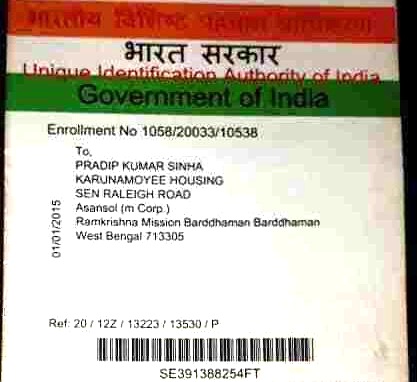 भारतीय विशिष्ट पहचान प्राधिकरण
भारत सरकार
Unique Identification Authority of India
Government of India
Enrollment No 1058/20033/10538
To,
PRADIP KUMAR SINHA
KARUNAMOYEE HOUSING
SEN RALEIGH ROAD
Asansol (m Corp.)
Ramkrishna Mission Barddhaman Barddhaman
West Bengal 713305
01/01/2015
Ref: 20 / 12Z / 13223 / 13530 / P
SE391388254FT